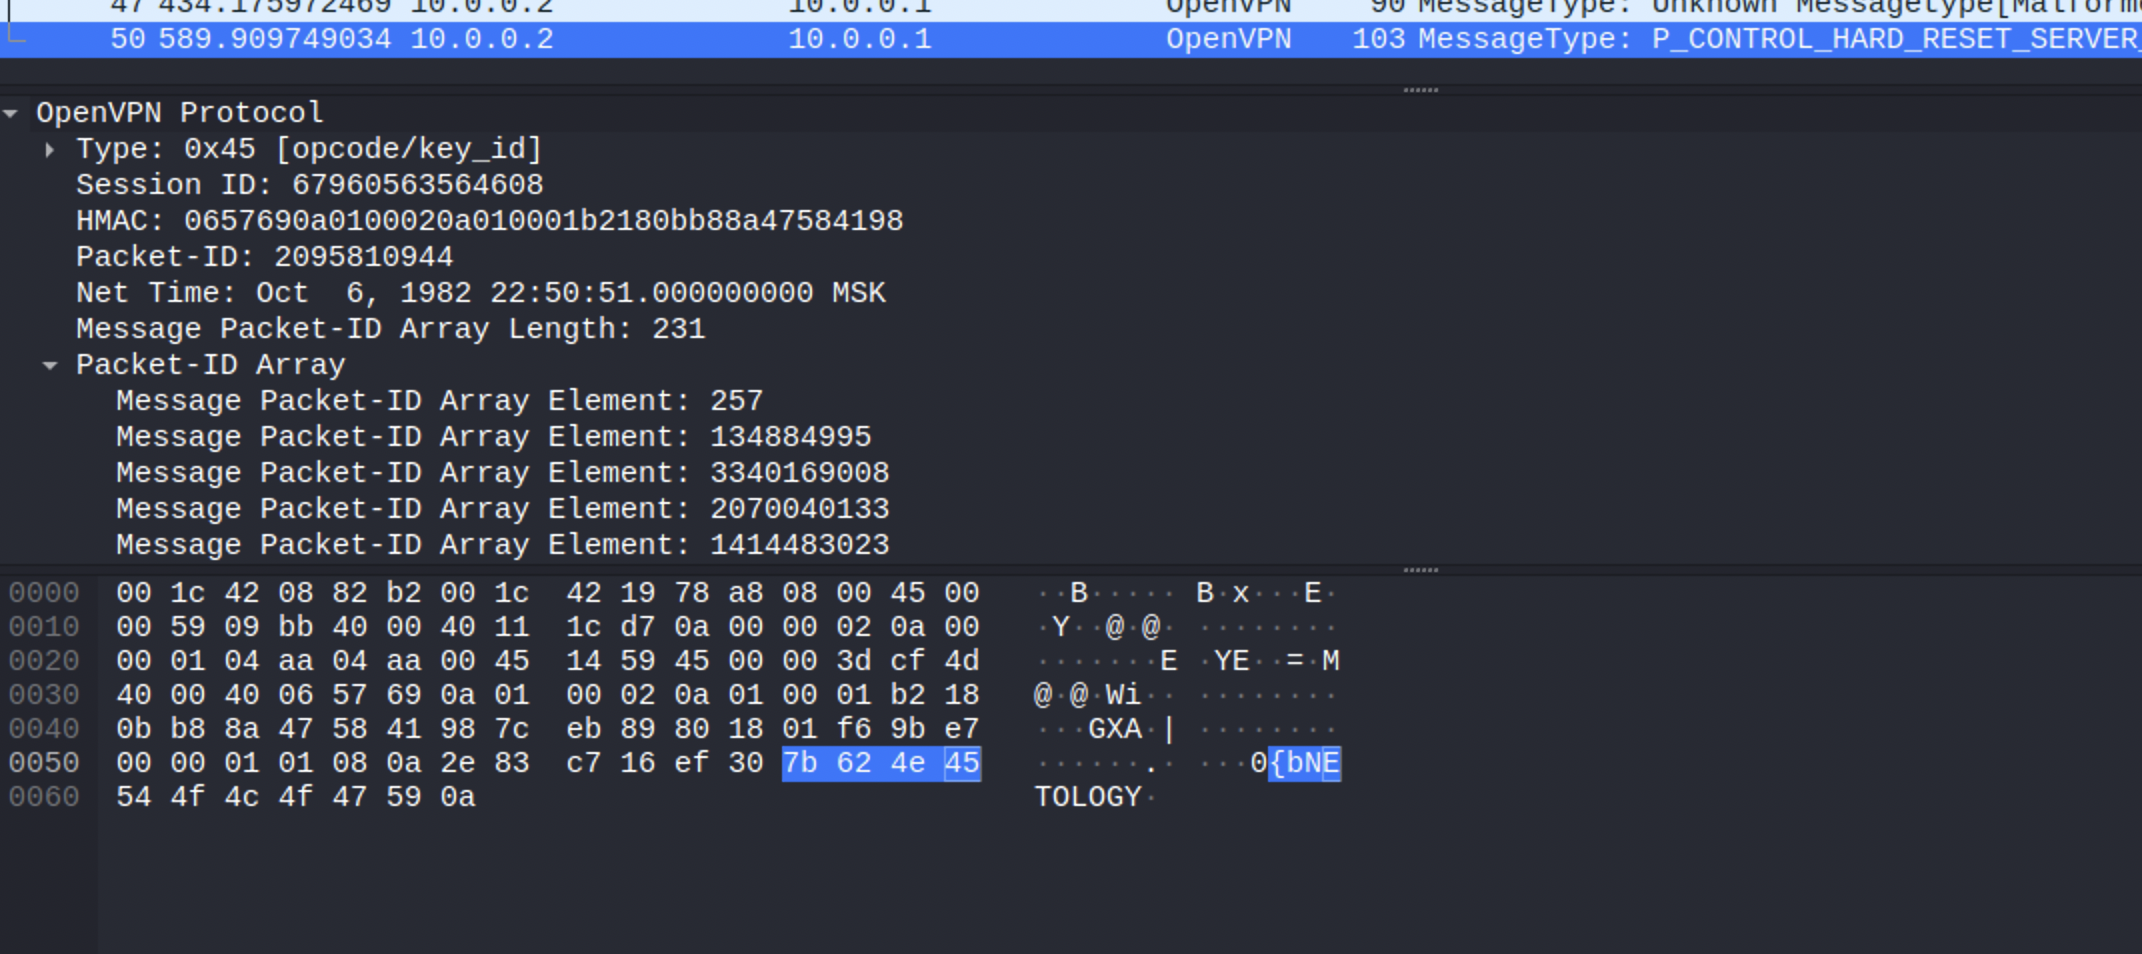 47 434.175972469 10.0.0.2 10.0.0.1 OpenVPN 90 MessageType: Unknown Messagetype[Malform
50 589.909749034 10.0.0.2 10.0.0.1 OpenVPN 103 MessageType: P_CONTROL_HARD_RESET_SERVER_
OpenVPN Protocol
Type: 0x45 [opcode/key_id]
Session ID: 67960563564608
HMAC: 0657690a0100020a010001b2180bb88a47584198
Packet-ID: 2095810944
Net Time: Oct  6, 1982 22:50:51.000000000 MSK
Message Packet-ID Array Length: 231
Packet-ID Array
Message Packet-ID Array Element: 257
Message Packet-ID Array Element: 134884995
Message Packet-ID Array Element: 3340169008
Message Packet-ID Array Element: 2070040133
Message Packet-ID Array Element: 1414483023
0000 00 1c 42 08 82 b2 00 1c 42 19 78 a8 08 00 45 00 ··B····· B·x···E·
0010 00 59 09 bb 40 00 40 11 1c d7 0a 00 00 02 0a 00 ·Y··@·@· ········
0020 00 01 04 aa 04 aa 00 45 14 59 45 00 00 3d cf 4d ·······E ·YE··=·M
0030 40 00 40 06 57 69 0a 01 00 02 0a 01 00 01 b2 18 @·@·Wi·· ········
0040 0b b8 8a 47 58 41 98 7c eb 89 80 18 01 f6 9b e7 ···GXA·| ········
0050 00 00 01 01 08 0a 2e 83 c7 16 ef 30 7b 62 4e 45 ······.· ···0{bNE
0060 54 4f 4c 4f 47 59 0a TOLOGY·